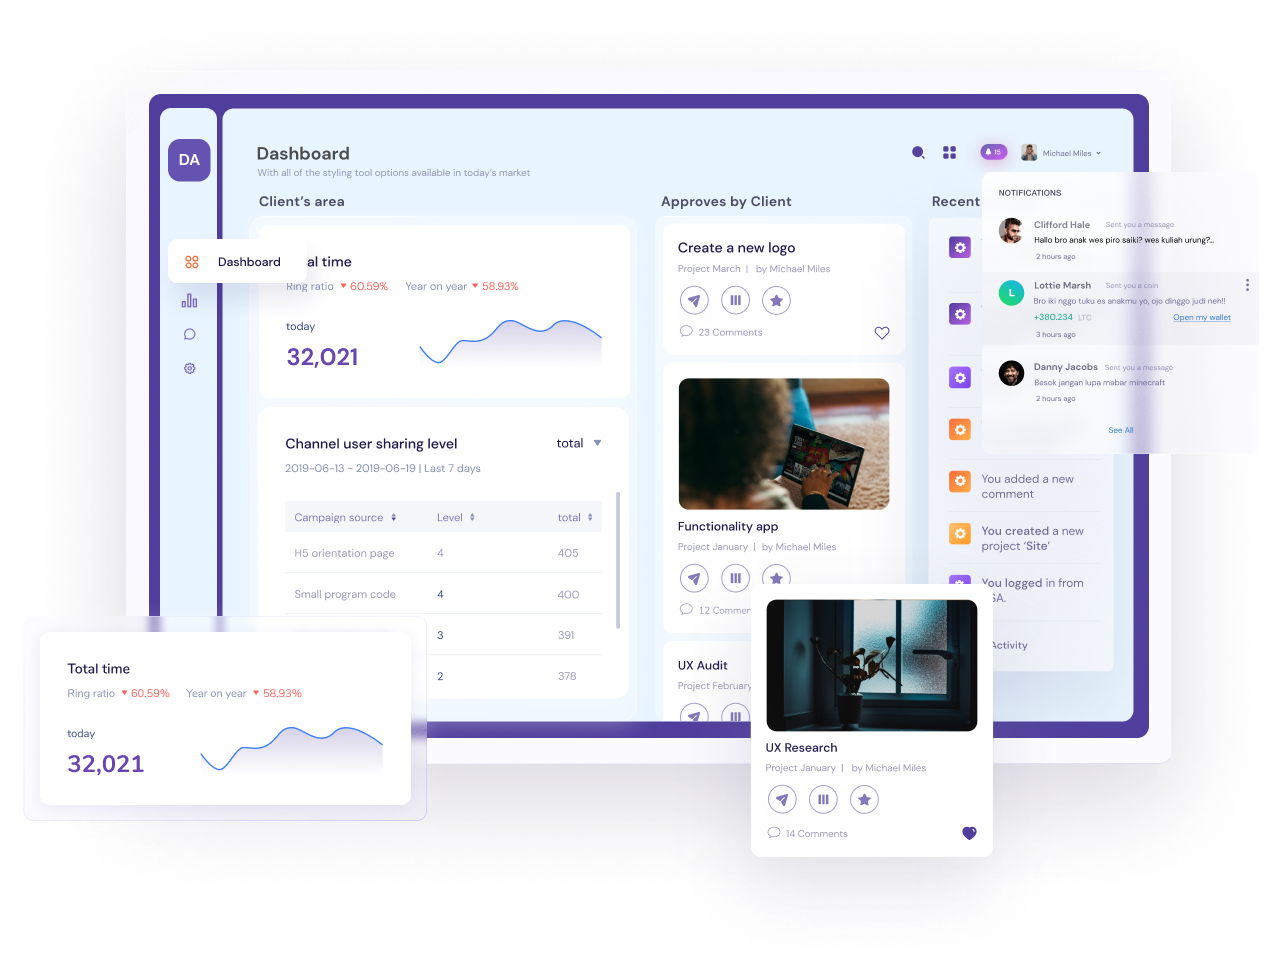 DA
Dashboard
With all of the styling tool options available in today's market
15
Michael Miles
Client's area
Approves by Client
Recent
Dashboard
al time
Ring ratio 60.59% Year on year 58.93%
today
32,021
Channel user sharing level
total
2019-06-13 ~ 2019-06-19 | Last 7 days
Campaign source Level total
H5 orientation page 4 405
Small program code 4 400
3 391
2 378
Create a new logo
Project March | by Michael Miles
23 Comments
Functionality app
Project January | by Michael Miles
12 Commen
UX Audit
Project February
NOTIFICATIONS
Clifford Hale Sent you a message
Hallo bro anak wes piro saiki? wes kuliah urung?...
2 hours ago
L
Lottie Marsh Sent you a coin
Bro iki nggo tuku es anakmu yo, ojo dinggo judi neh!!
+380.234 LTC Open my wallet
3 hours ago
Danny Jacobs Sent you a message
Besok jangan lupa mabar minecraft
2 hours ago
See All
You added a new
comment
You created a new
project 'Site'
You logged in from
SA.
Activity
Total time
Ring ratio 60.59% Year on year 58.93%
today
32,021
UX Research
Project January | by Michael Miles
14 Comments